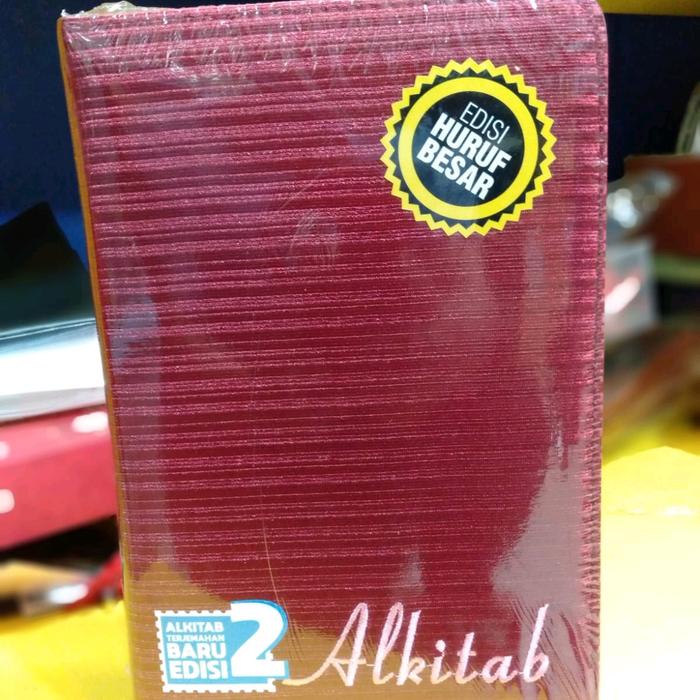 EDISI
HURUF
BESAR
ALKITAB
TERJEMAHAN
BARU
EDISI 2
Alkitab